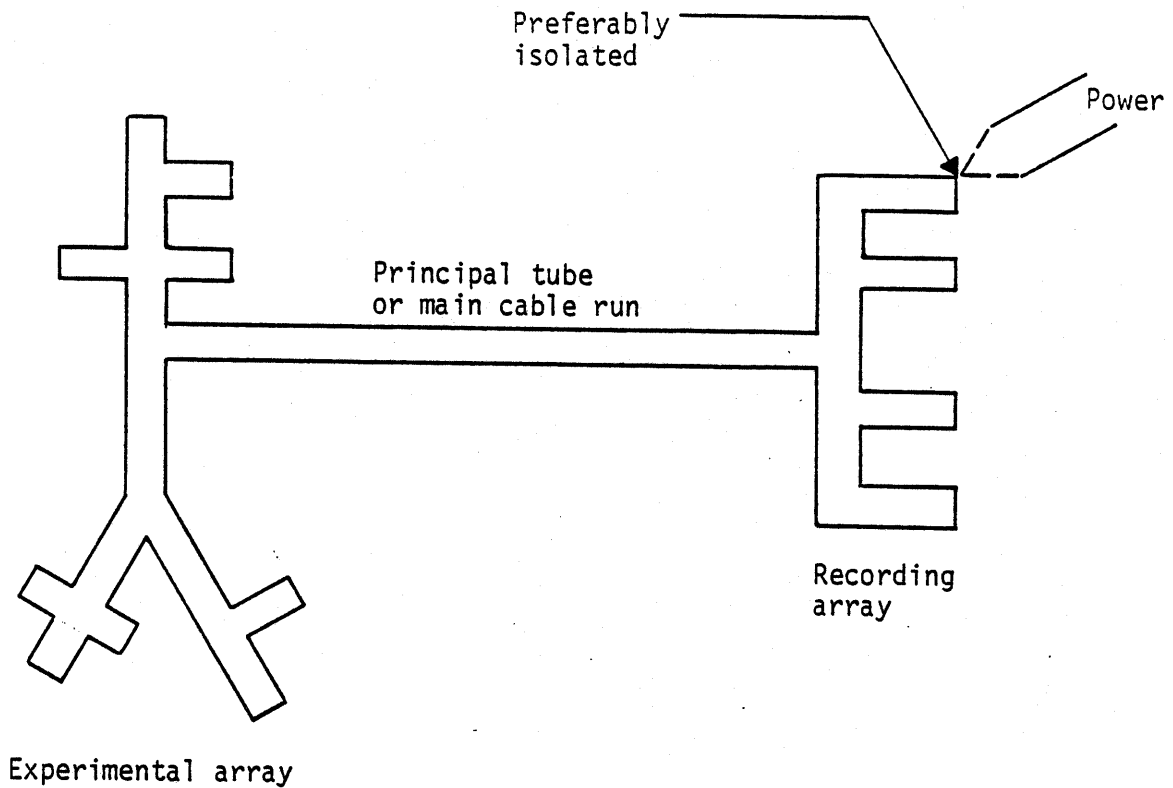 Preferably
isolated
Power
Principal tube
or main cable run
Recording
array
Experimental array